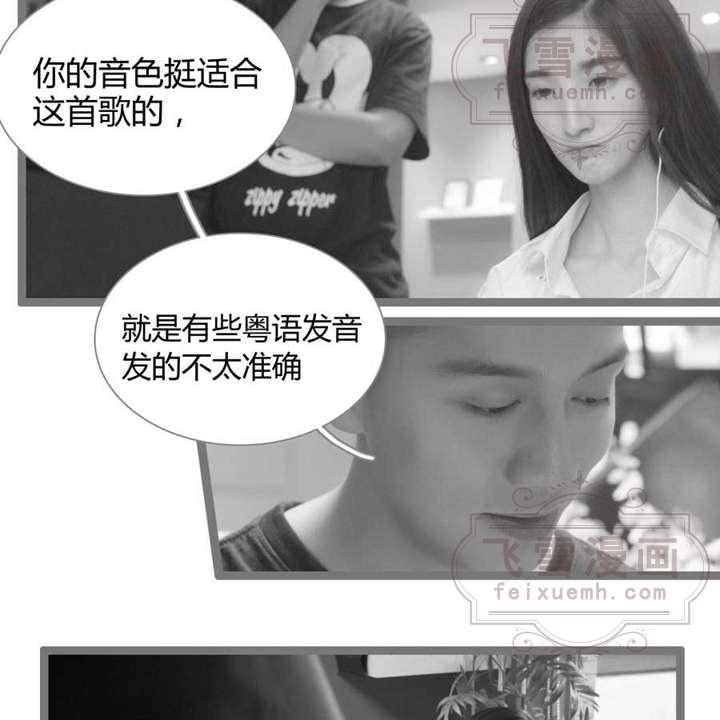 飞雪漫画
feixuemh.com
你的音色挺适合
这首歌的，
zippy zipper
就是有些粤语发音
发的不太准确
飞雪漫画
feixuemh.com